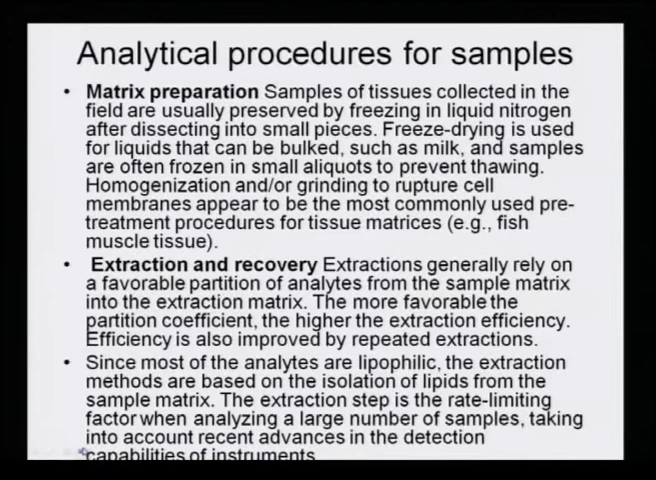 Analytical procedures for samples
• Matrix preparation Samples of tissues collected in the
field are usually preserved by freezing in liquid nitrogen
after dissecting into small pieces. Freeze-drying is used
for liquids that can be bulked, such as milk, and samples
are often frozen in small aliquots to prevent thawing.
Homogenization and/or grinding to rupture cell
membranes appear to be the most commonly used pre-
treatment procedures for tissue matrices (e.g., fish
muscle tissue).
• Extraction and recovery Extractions generally rely on
a favorable partition of analytes from the sample matrix
into the extraction matrix. The more favorable the
partition coefficient, the higher the extraction efficiency.
Efficiency is also improved by repeated extractions.
• Since most of the analytes are lipophilic, the extraction
methods are based on the isolation of lipids from the
sample matrix. The extraction step is the rate-limiting
factor when analyzing a large number of samples, taking
into account recent advances in the detection
capabilities of instruments